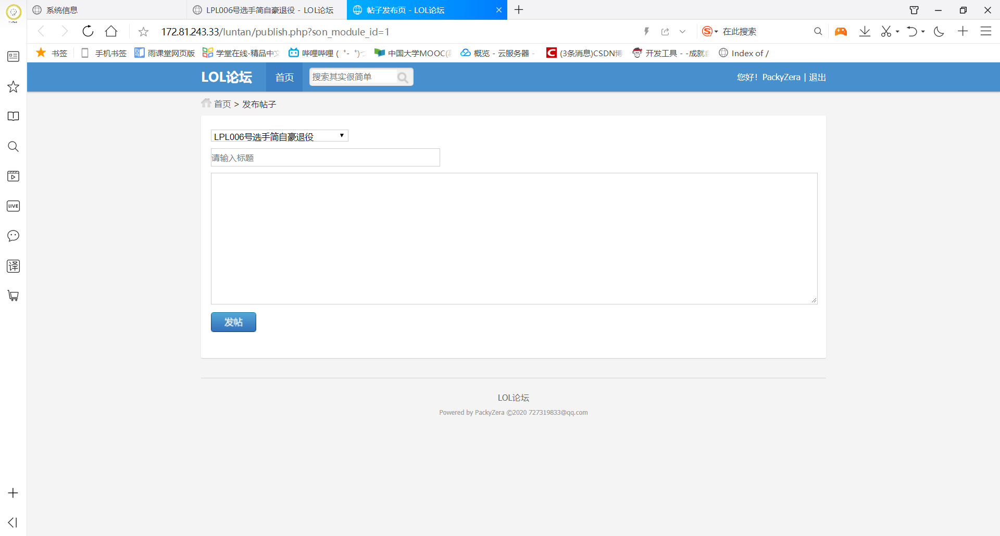 系统信息
LPL006号选手简自豪退役 - LOL论坛
帖子发布页 - LOL论坛
172.81.243.33/luntan/publish.php?son_module_id=1
在此搜索
书签
手机书签
雨课堂网页版
学堂在线-精品中文
哔哩哔哩 ( ゜- ゜)つ
中国大学MOOC(
概览 - 云服务器 -
(3条消息)CSDN博
开发工具 - -成就自
Index of /
LOL论坛
首页
搜索其实很简单
您好! PackyZera | 退出
首页 > 发布帖子
LPL006号选手简自豪退役
请输入标题
发帖
LIVE
译
LOL论坛
Powered by PackyZera ©2020 727319833@qq.com